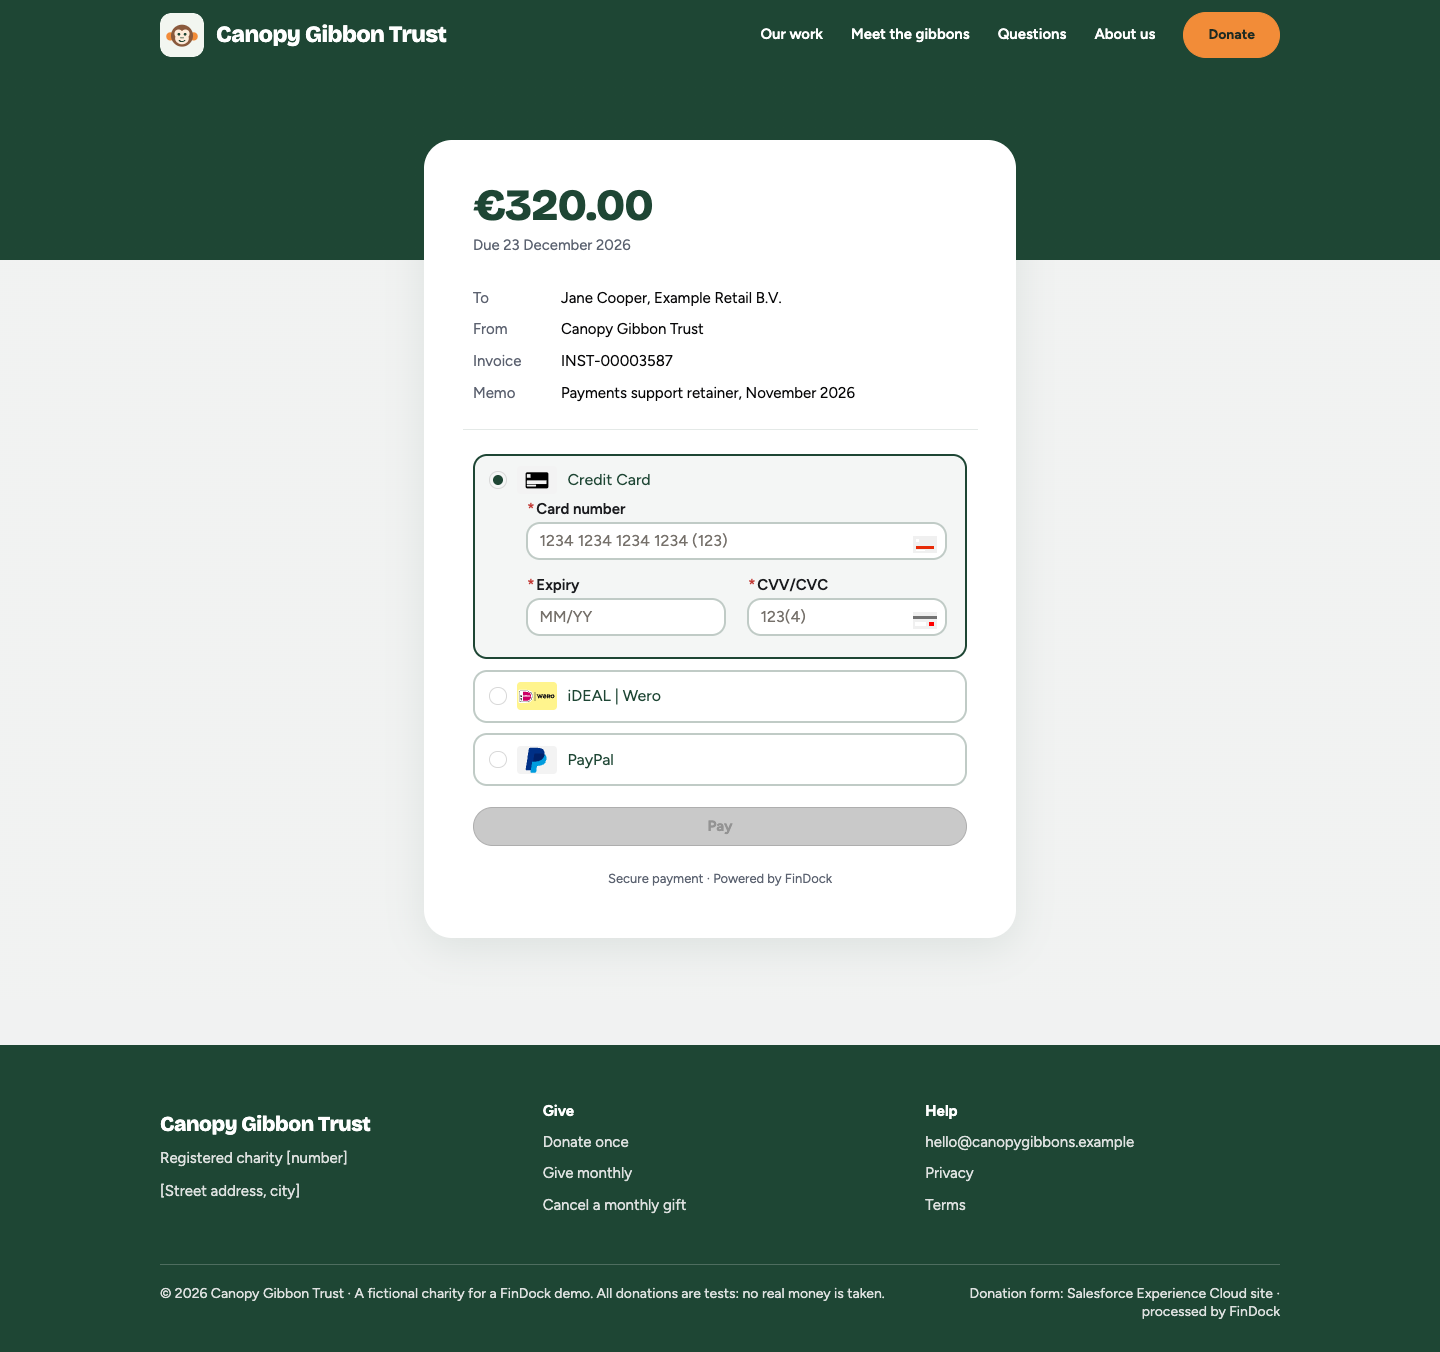 Canopy Gibbon Trust
Our work
Meet the gibbons
Questions
About us
Donate
€320.00
Due 23 December 2026
To Jane Cooper, Example Retail B.V.
From Canopy Gibbon Trust
Invoice INST-00003587
Memo Payments support retainer, November 2026
Credit Card
*Card number
1234 1234 1234 1234 (123)
*Expiry
MM/YY
*CVV/CVC
123(4)
iDEAL | Wero
PayPal
Pay
Secure payment · Powered by FinDock
Canopy Gibbon Trust
Registered charity [number]
[Street address, city]
Give
Donate once
Give monthly
Cancel a monthly gift
Help
hello@canopygibbons.example
Privacy
Terms
© 2026 Canopy Gibbon Trust · A fictional charity for a FinDock demo. All donations are tests: no real money is taken.
Donation form: Salesforce Experience Cloud site ·
processed by FinDock